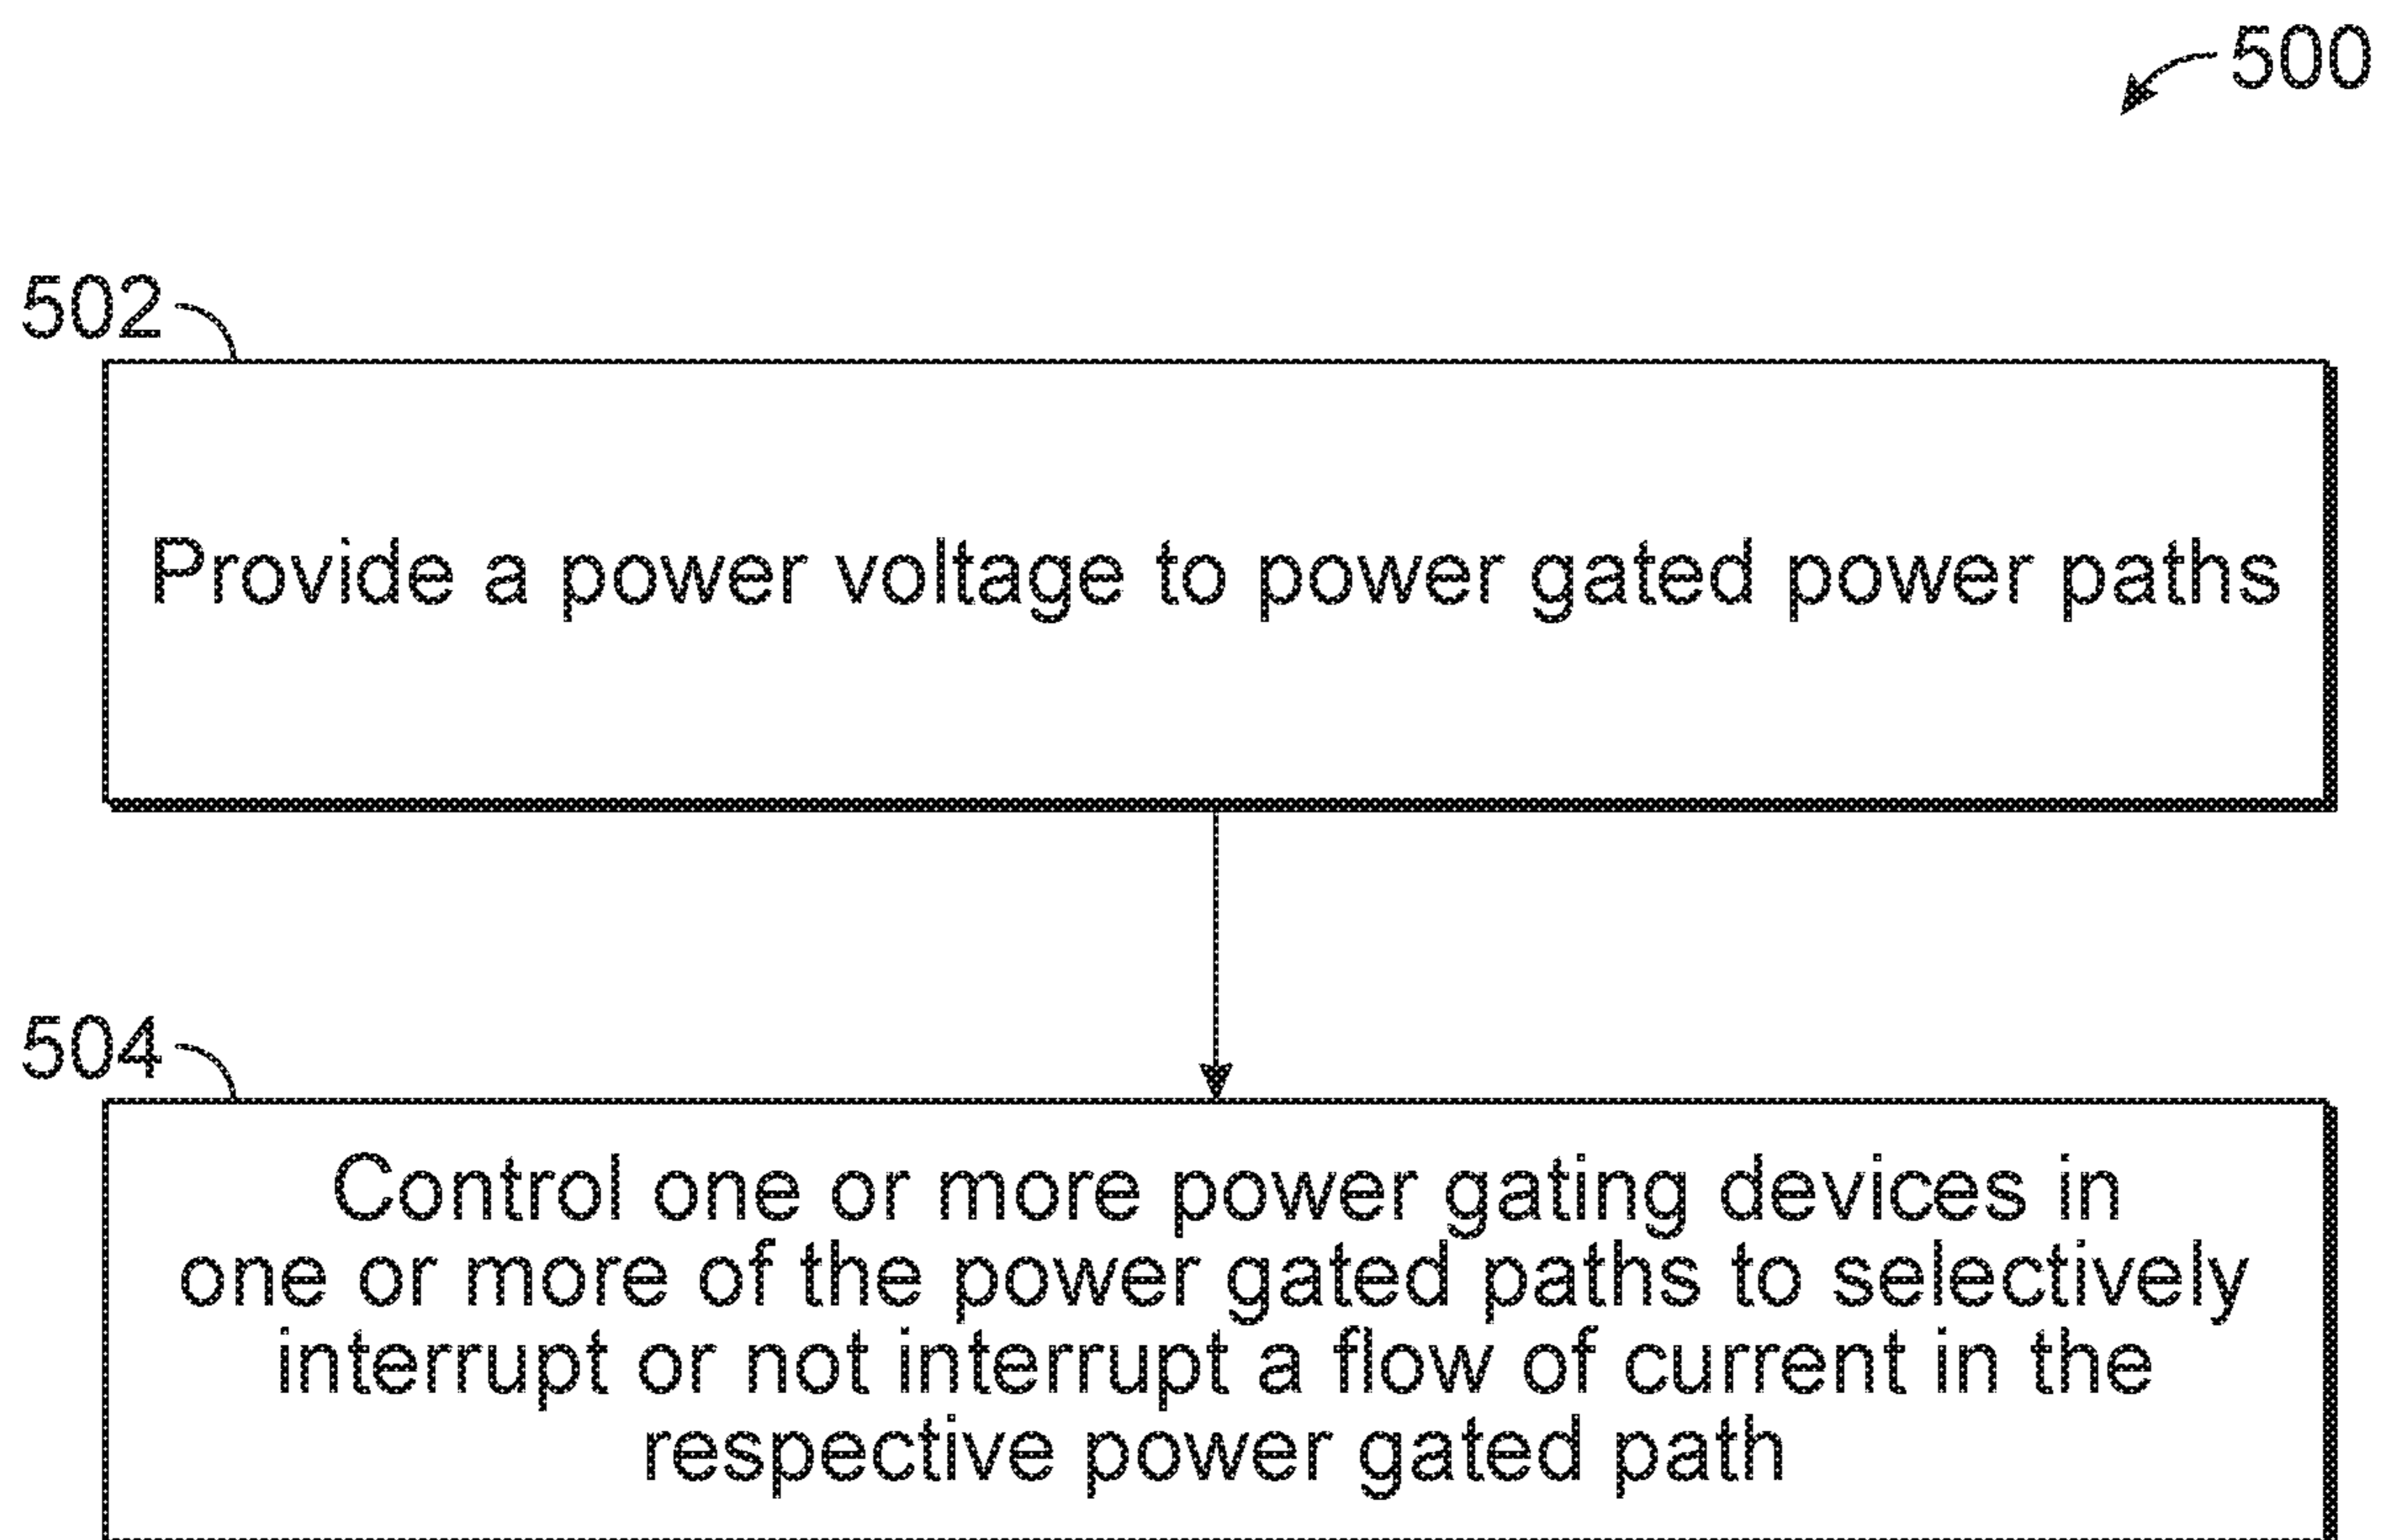 500
502
Provide a power voltage to power gated power paths
504
Control one or more power gating devices in
one or more of the power gated paths to selectively
interrupt or not interrupt a flow of current in the
respective power gated path